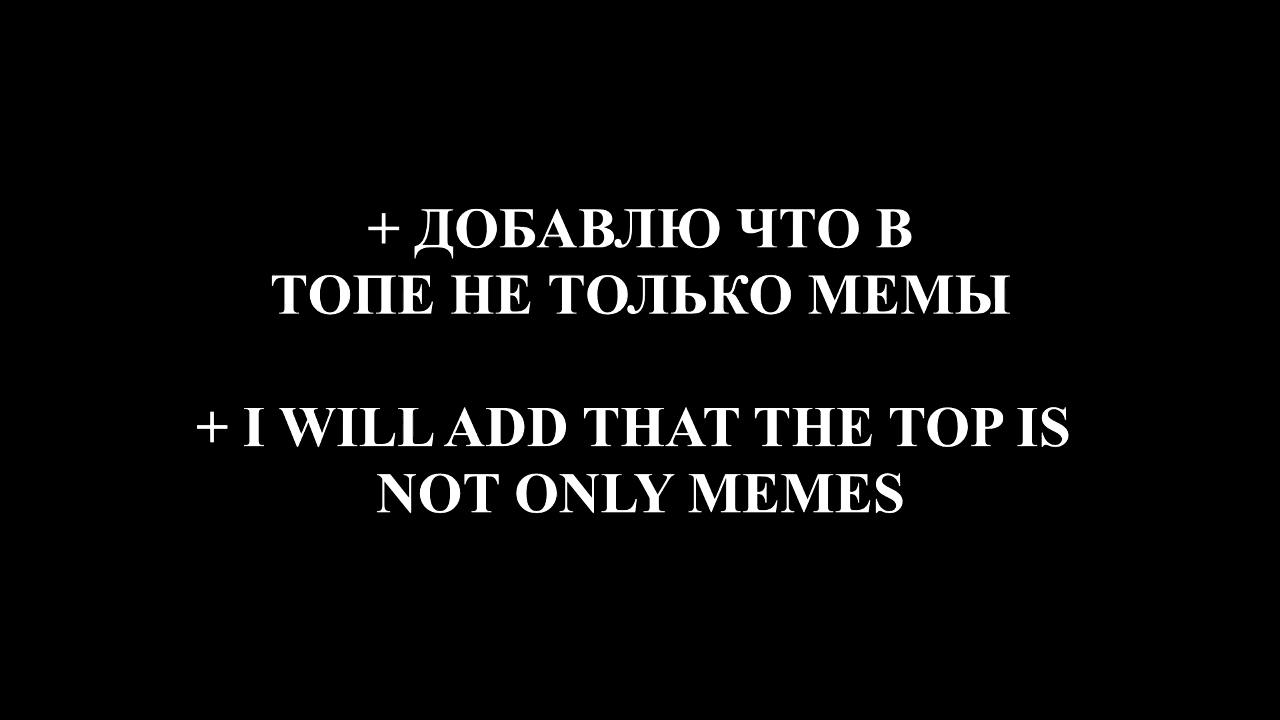 + ДОБАВЛЮ ЧТО В
ТОПЕ НЕ ТОЛЬКО МЕМЫ
+ I WILL ADD THAT THE TOP IS
NOT ONLY MEMES